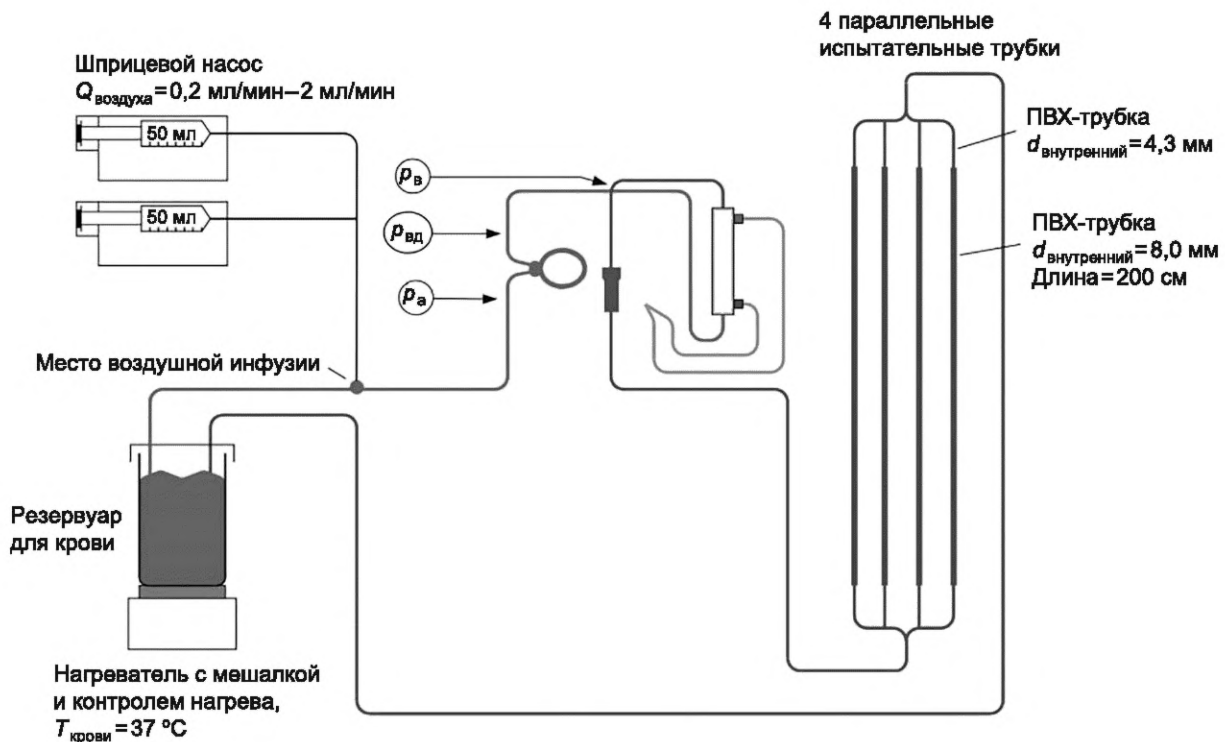 4 параллельные
испытательные трубки
Шприцевой насос
Qвоздуха=0,2 мл/мин–2 мл/мин
50 мл
50 мл
ПВХ-трубка
dвнутренний=4,3 мм
pв
pвд
pа
ПВХ-трубка
dвнутренний=8,0 мм
Длина=200 см
Место воздушной инфузии
Резервуар
для крови
Нагреватель с мешалкой
и контролем нагрева,
Tкрови=37 ºC